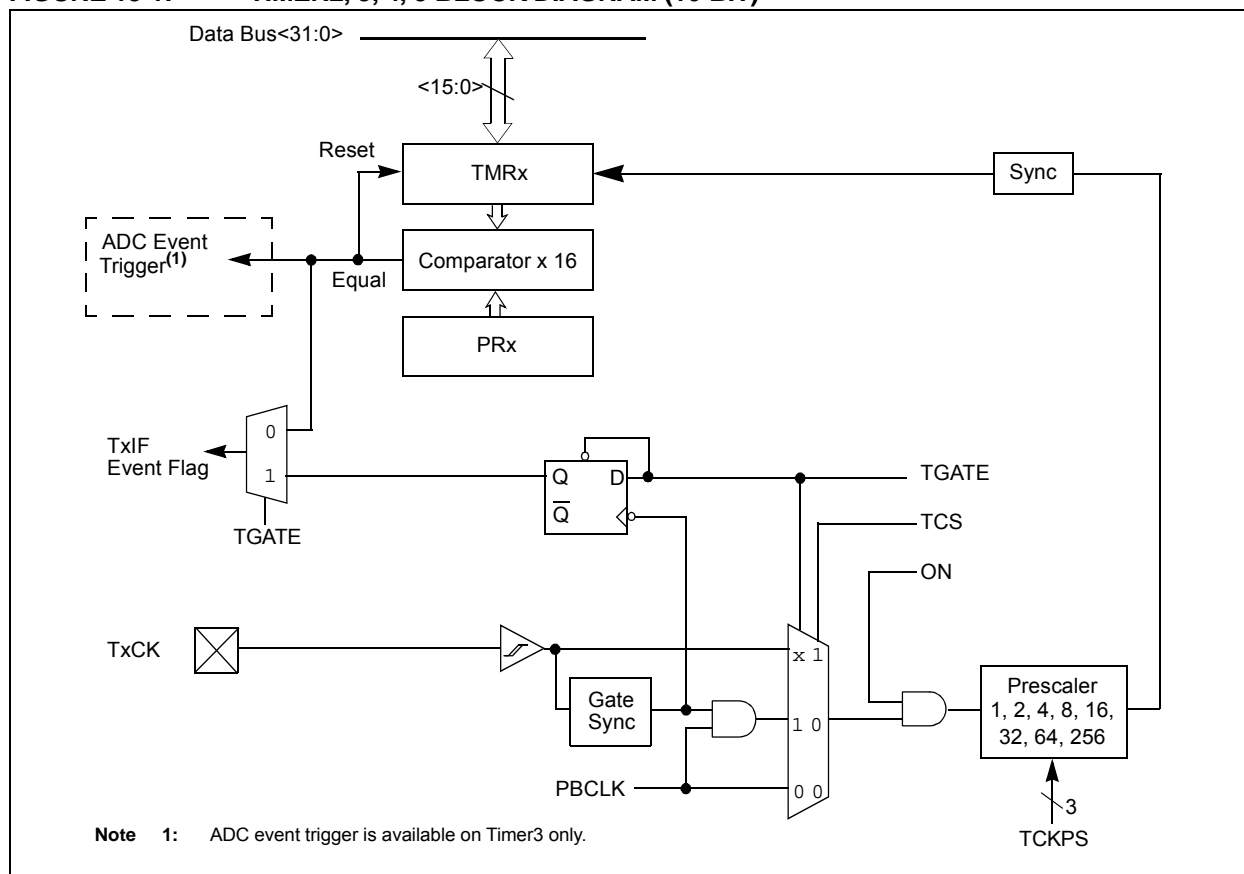 Data Bus<31:0>
<15:0>
Reset
TMRx
Sync
ADC Event
Trigger(1)
Equal
Comparator x 16
PRx
0
1
TxIF
Event Flag
TGATE
Q
D
Q
TGATE
TCS
ON
TxCK
x 1
Gate
Sync
1 0
Prescaler
1, 2, 4, 8, 16,
32, 64, 256
PBCLK
0 0
3
TCKPS
Note 1: ADC event trigger is available on Timer3 only.